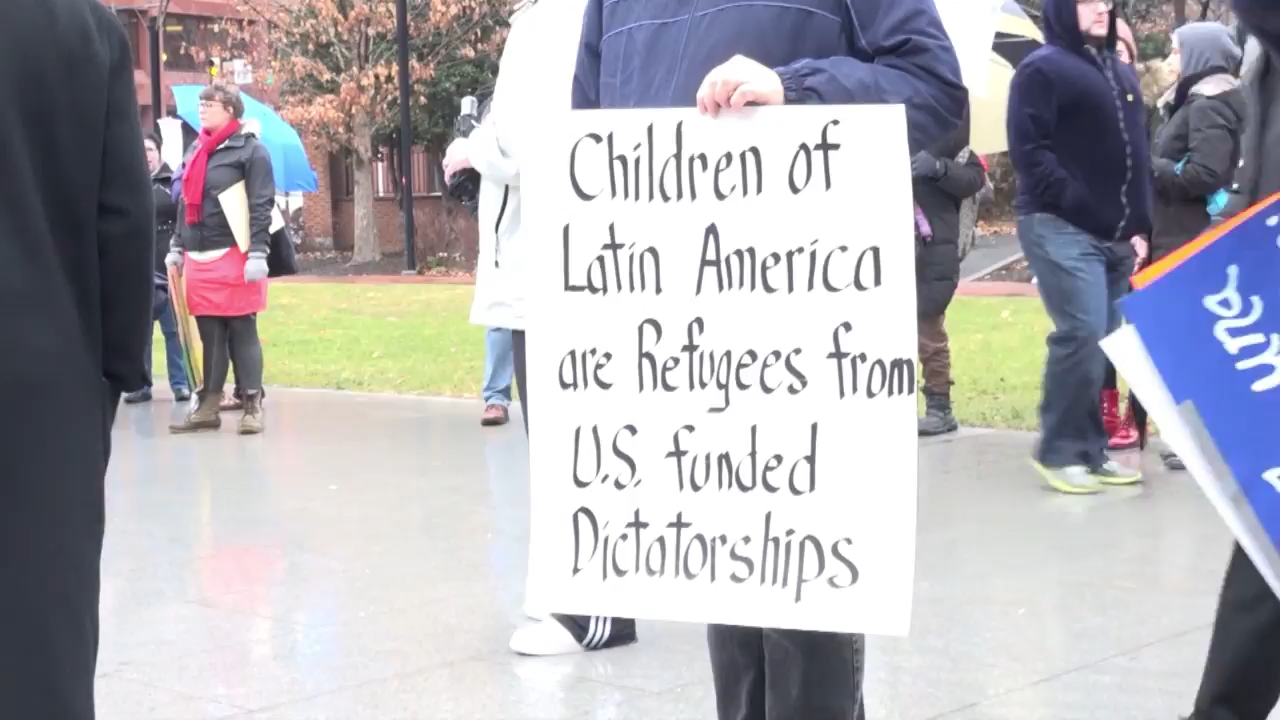 Children of
Latin America
are Refugees from
U.S. funded
Dictatorships